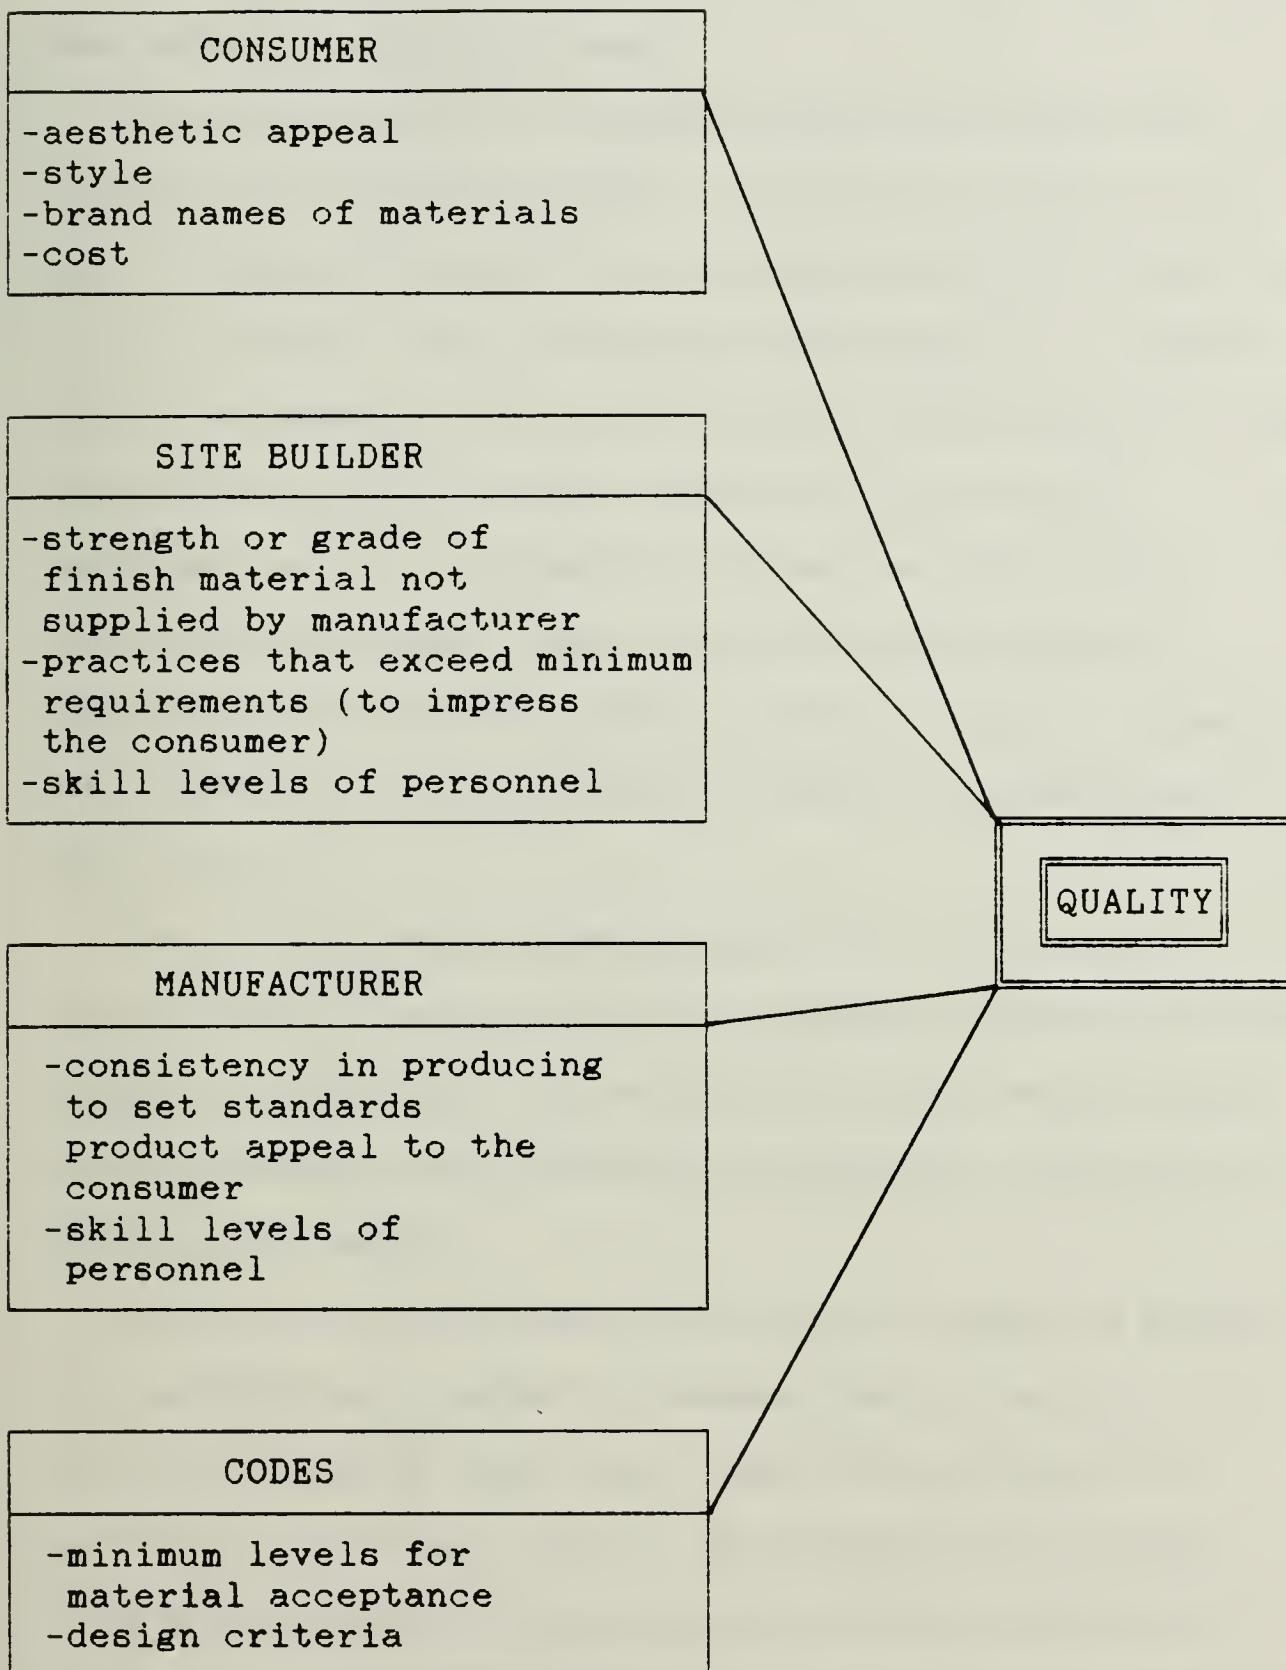 CONSUMER
-aesthetic appeal
-style
-brand names of materials
-cost
SITE BUILDER
-strength or grade of
finish material not
supplied by manufacturer
-practices that exceed minimum
requirements (to impress
the consumer)
-skill levels of personnel
QUALITY
MANUFACTURER
-consistency in producing
to set standards
product appeal to the
consumer
-skill levels of
personnel
CODES
-minimum levels for
material acceptance
-design criteria